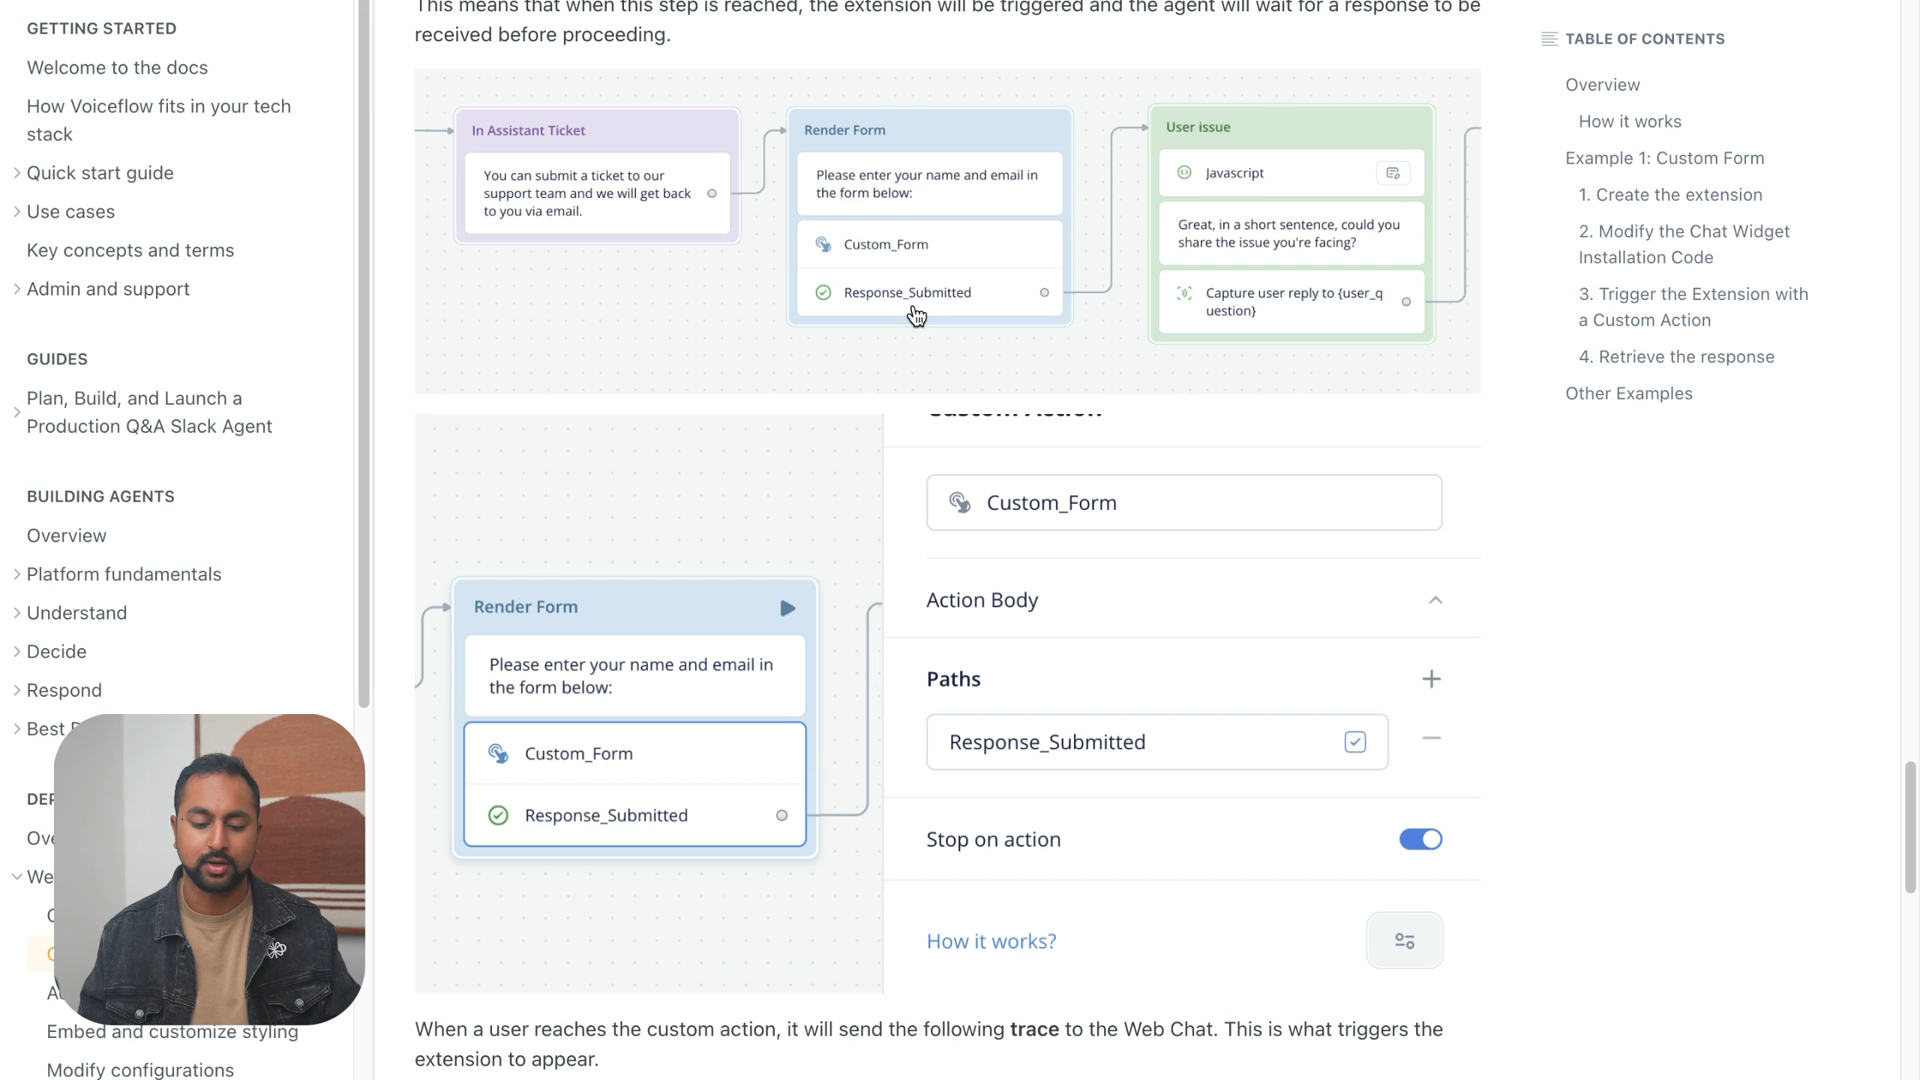 GETTING STARTED
Welcome to the docs
How Voiceflow fits in your tech
stack
Quick start guide
Use cases
Key concepts and terms
Admin and support
GUIDES
Plan, Build, and Launch a
Production Q&A Slack Agent
BUILDING AGENTS
Overview
Platform fundamentals
Understand
Decide
Respond
Best
Embed and customize styling
Modify configurations
This means that when this step is reached, the extension will be triggered and the agent will wait for a response to be
received before proceeding.
In Assistant Ticket
You can submit a ticket to our
support team and we will get back
to you via email.
Render Form
Please enter your name and email in
the form below:
Custom_Form
Response_Submitted
User issue
Javascript
Great, in a short sentence, could you
share the issue you're facing?
Capture user reply to {user_q
uestion}
Render Form
Please enter your name and email in
the form below:
Custom_Form
Response_Submitted
Custom Action
Custom_Form
Action Body
Paths
Response_Submitted
Stop on action
How it works?
When a user reaches the custom action, it will send the following trace to the Web Chat. This is what triggers the
extension to appear.
TABLE OF CONTENTS
Overview
How it works
Example 1: Custom Form
1. Create the extension
2. Modify the Chat Widget
Installation Code
3. Trigger the Extension with
a Custom Action
4. Retrieve the response
Other Examples